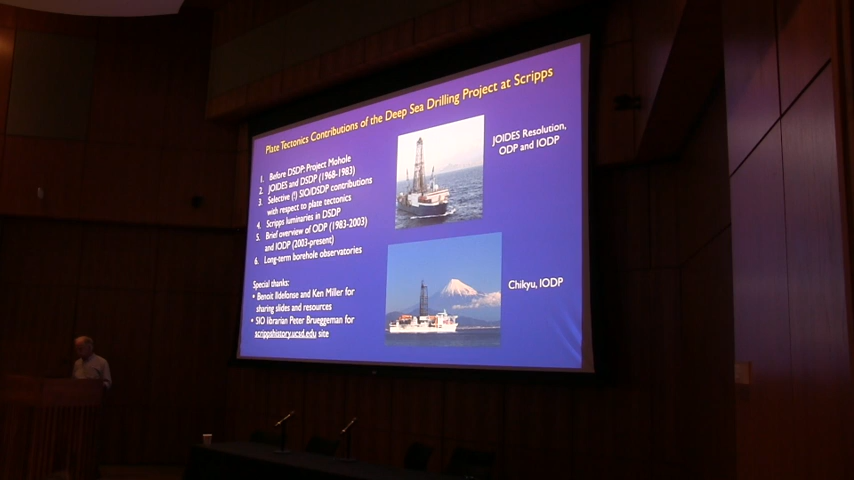 Plate Tectonics Contributions of the Deep Sea Drilling Project at Scripps
1. Before DSDP: Project Mohole
2. JOIDES and DSDP (1968-1983)
3. Selective (!) SIO/DSDP contributions
with respect to plate tectonics
4. Scripps luminaries in DSDP
5. Brief overview of ODP (1983-2003)
and IODP (2003-present)
6. Long-term borehole observatories
Special thanks:
• Benoit Ildefonse and Ken Miller for
sharing slides and resources
• SIO librarian Peter Brueggeman for
scrippshistory.ucsd.edu site
JOIDES Resolution,
ODP and IODP
Chikyu, IODP